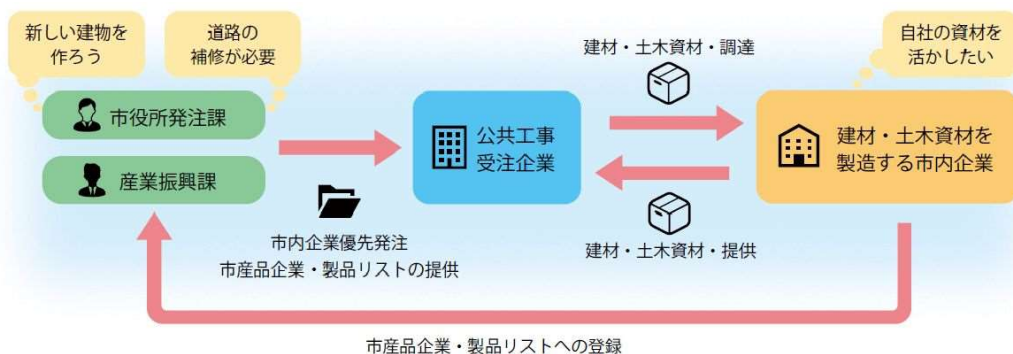 新しい建物を
作ろう
道路の
補修が必要
市役所発注課
産業振興課
市内企業優先発注
市産品企業・製品リストの提供
公共工事
受注企業
建材・土木資材・調達
建材・土木資材・提供
自社の資材を
活かしたい
建材・土木資材を
製造する市内企業
市産品企業・製品リストへの登録